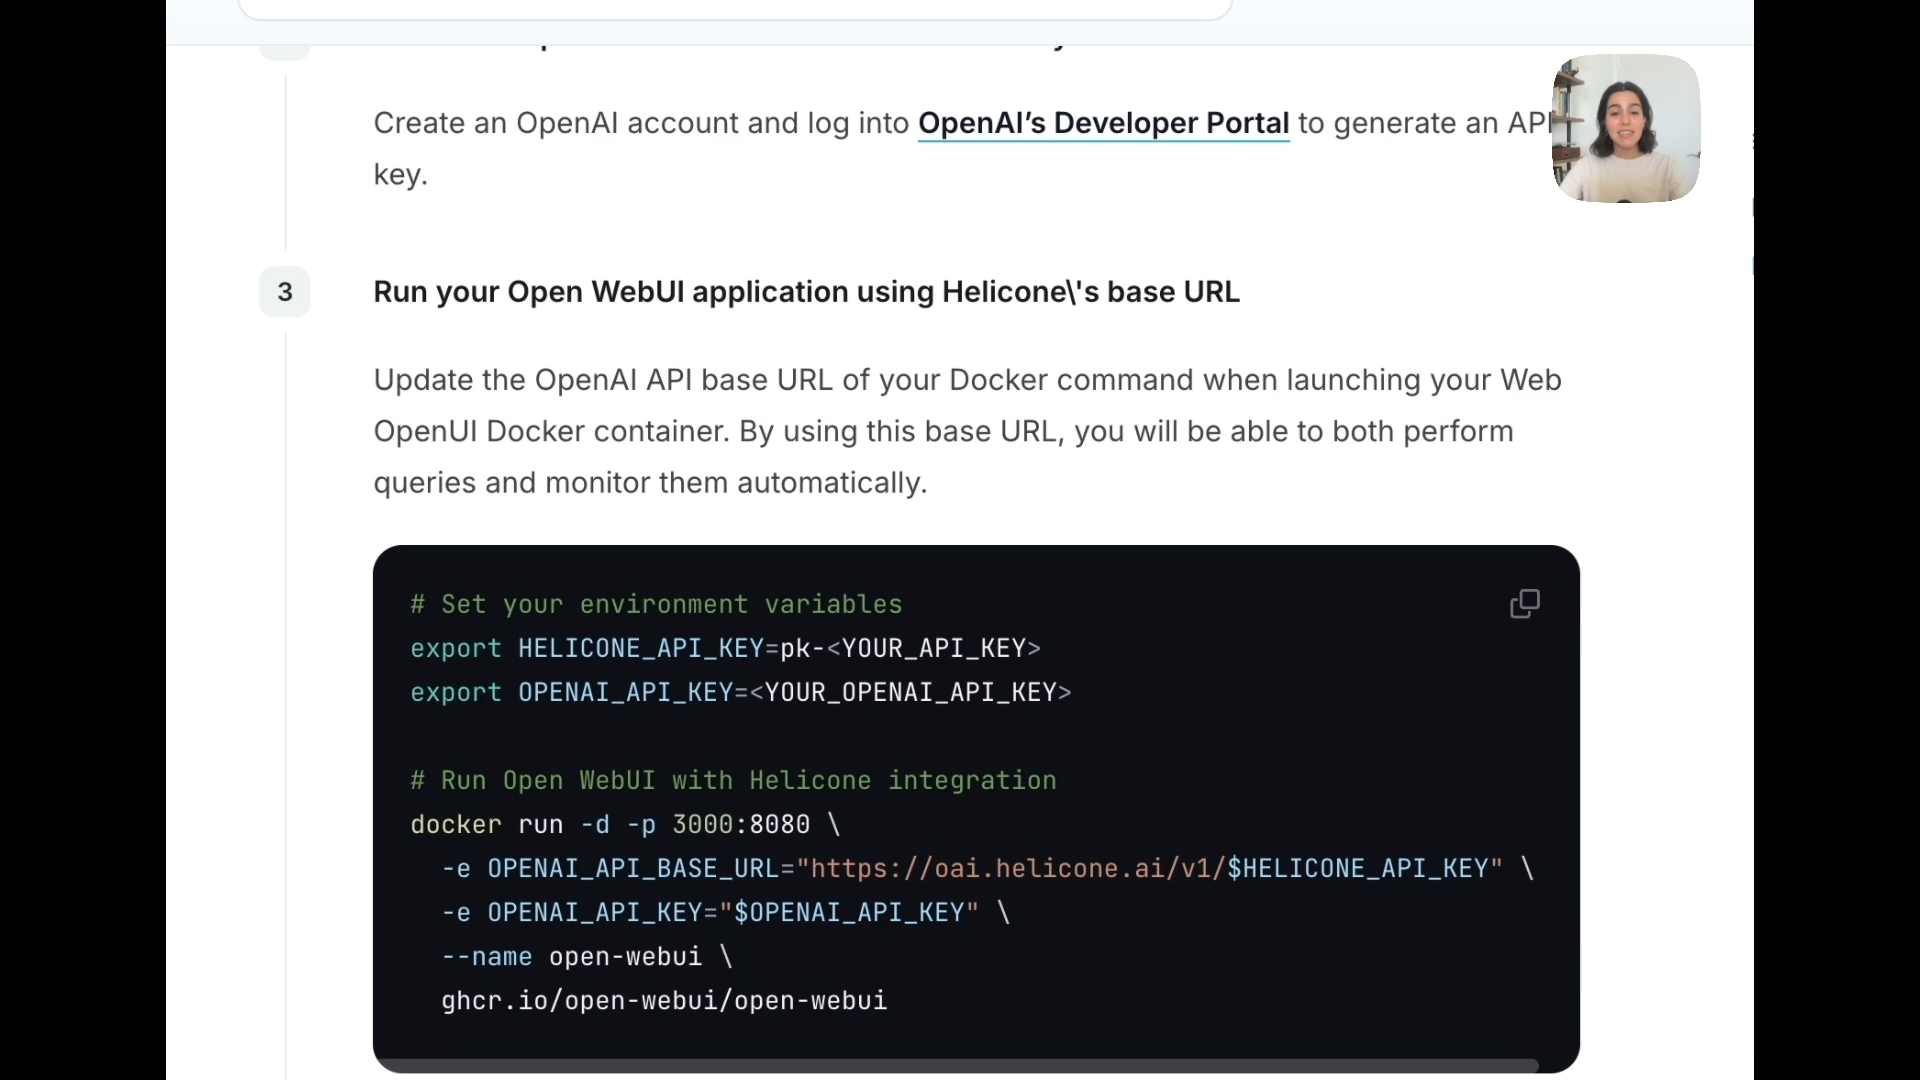 Create an OpenAI account and log into OpenAI’s Developer Portal to generate an API
key.
3
Run your Open WebUI application using Helicone\'s base URL
Update the OpenAI API base URL of your Docker command when launching your Web
OpenUI Docker container. By using this base URL, you will be able to both perform
queries and monitor them automatically.
# Set your environment variables
export HELICONE_API_KEY=pk-<YOUR_API_KEY>
export OPENAI_API_KEY=<YOUR_OPENAI_API_KEY>
# Run Open WebUI with Helicone integration
docker run -d -p 3000:8080 \
-e OPENAI_API_BASE_URL="https://oai.helicone.ai/v1/$HELICONE_API_KEY" \
-e OPENAI_API_KEY="$OPENAI_API_KEY" \
--name open-webui \
ghcr.io/open-webui/open-webui